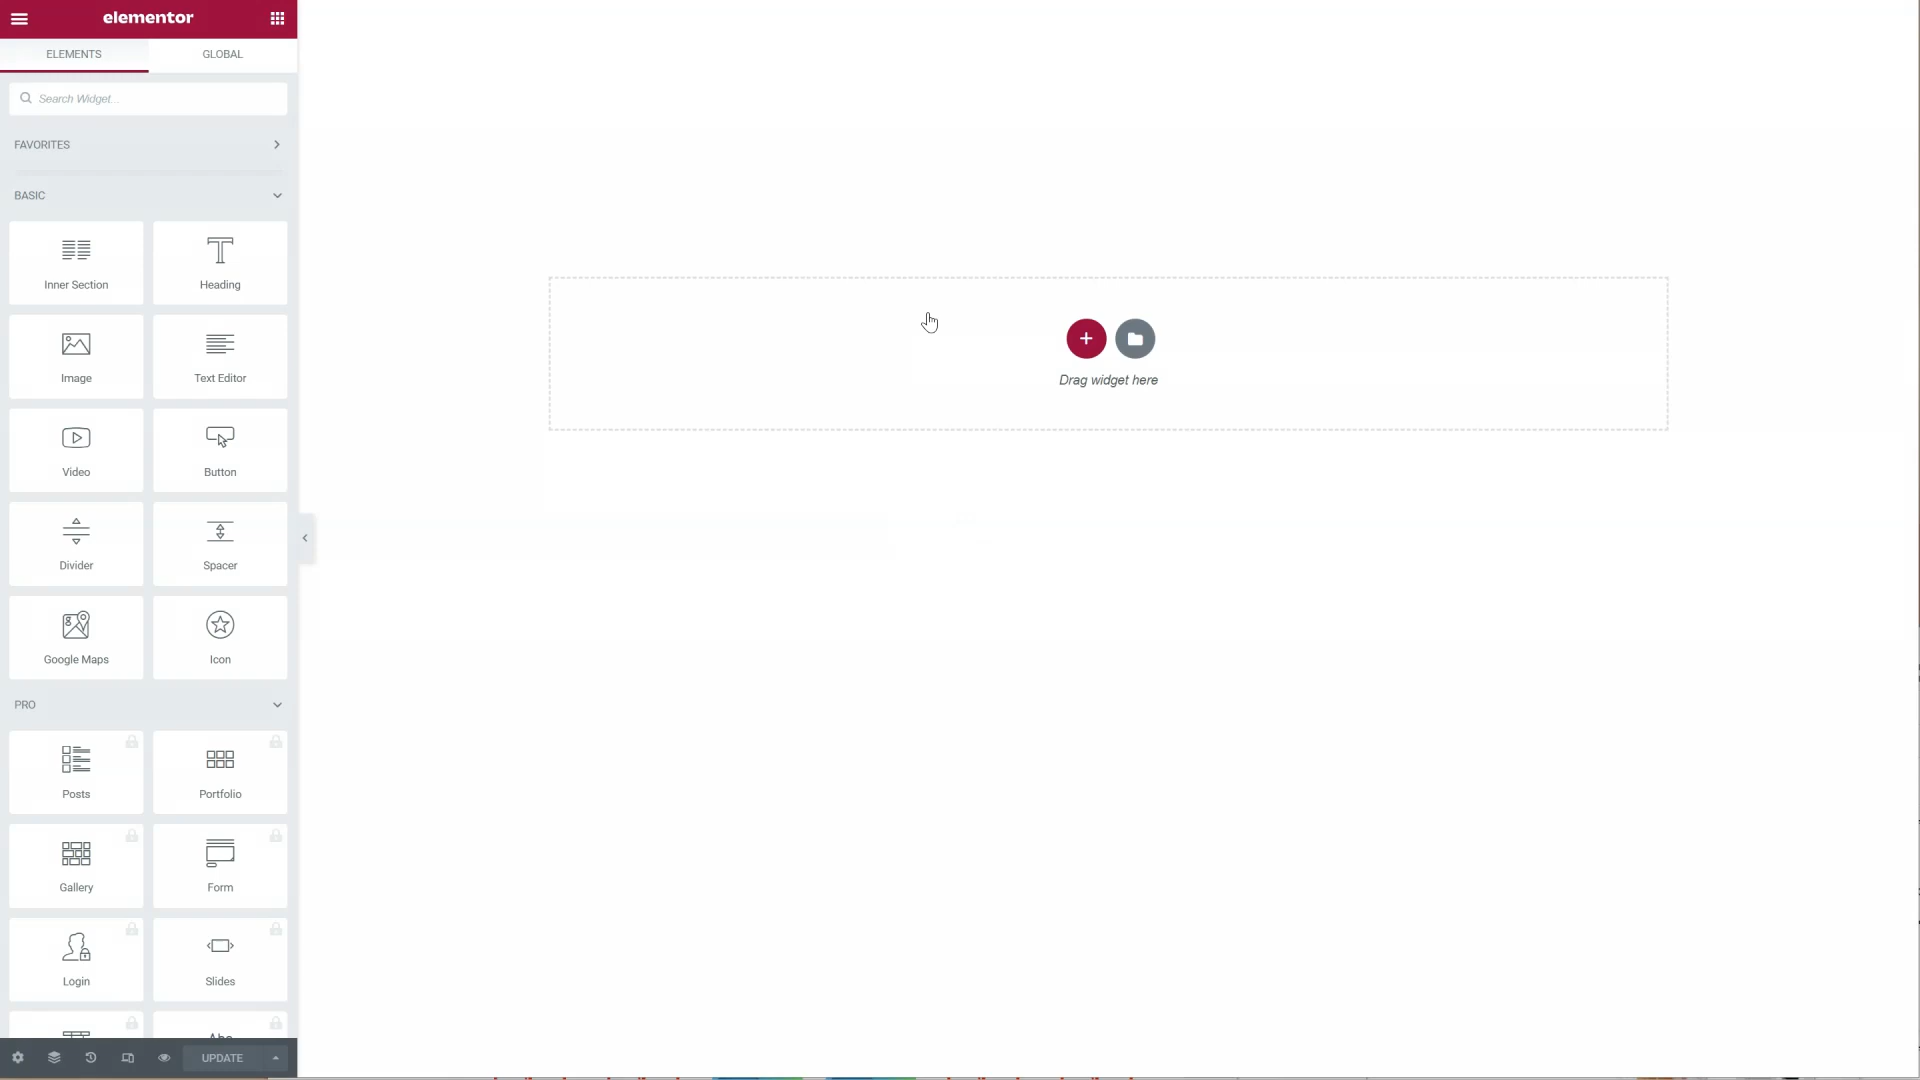 elementor
ELEMENTS
GLOBAL
Search Widget...
FAVORITES
BASIC
Inner Section
Heading
Image
Text Editor
Video
Button
Divider
Spacer
Google Maps
Icon
PRO
Posts
Portfolio
Gallery
Form
Login
Slides
UPDATE
Drag widget here